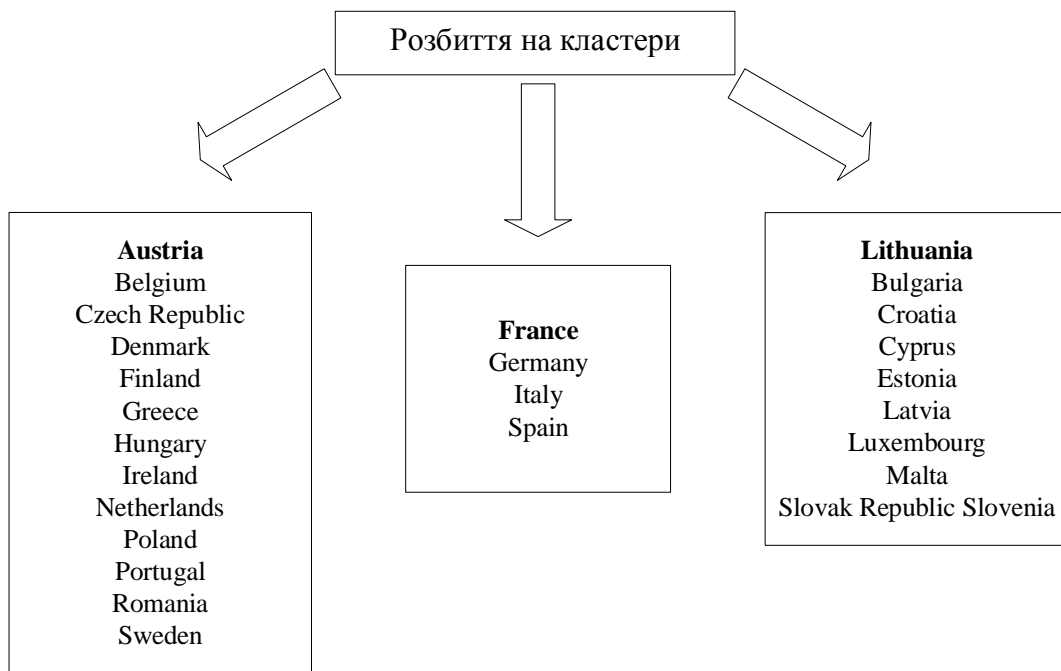 Розбиття на кластери
Austria
Belgium
Czech Republic
Denmark
Finland
Greece
Hungary
Ireland
Netherlands
Poland
Portugal
Romania
Sweden
France
Germany
Italy
Spain
Lithuania
Bulgaria
Croatia
Cyprus
Estonia
Latvia
Luxembourg
Malta
Slovak Republic Slovenia